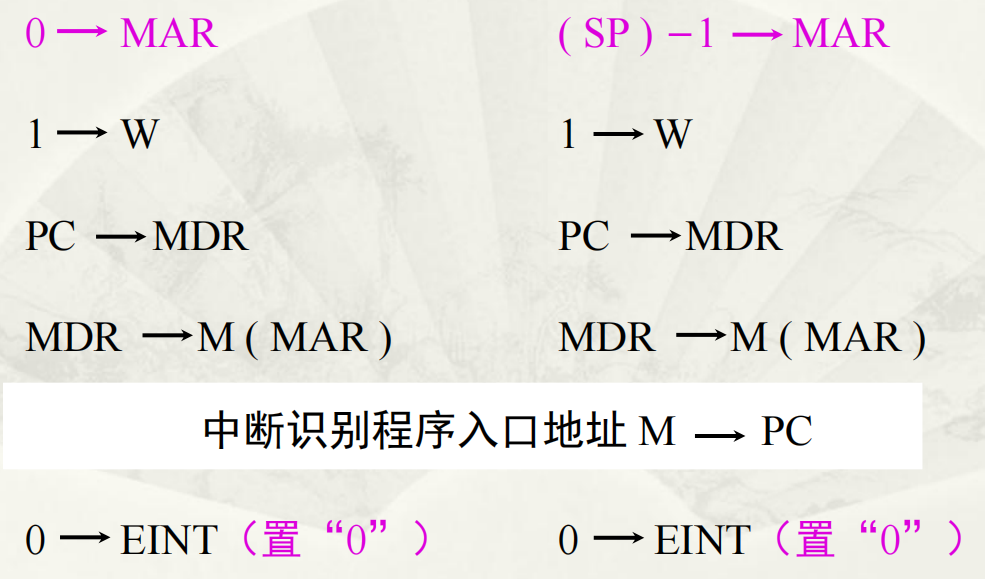 0 → MAR ( SP ) −1 → MAR
1 → W 1 → W
PC → MDR PC → MDR
MDR → M ( MAR ) MDR → M ( MAR )
中断识别程序入口地址 M → PC
0 → EINT（置 “0” ） 0 → EINT（置 “0” ）